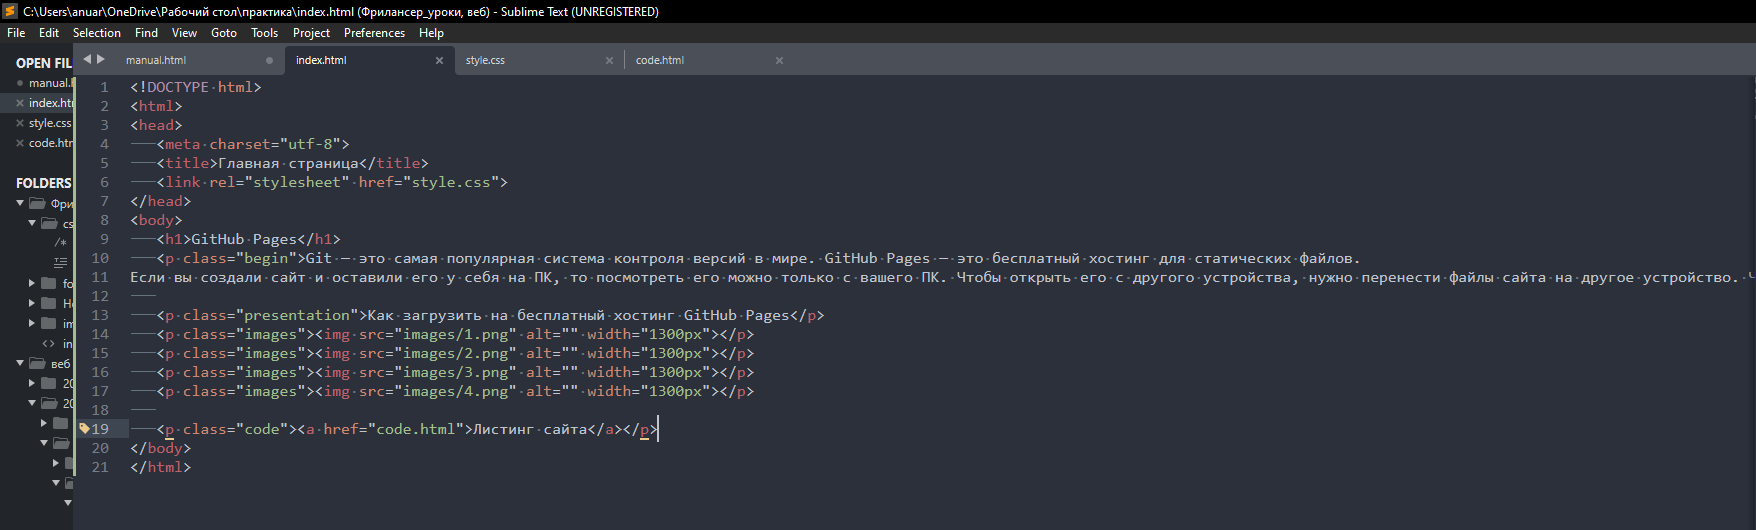 C:\Users\anuar\OneDrive\Рабочий стол\практика\index.html (Фрилансер_уроки, веб) - Sublime Text (UNREGISTERED)
File Edit Selection Find View Goto Tools Project Preferences Help
OPEN FIL
manual.h
index.htm
style.css
code.htm
FOLDERS
Фри
cs
/*
fo
im
in
веб
20
20
manual.html index.html style.css code.html
1 <!DOCTYPE html>
2 <html>
3 <head>
4 <meta charset="utf-8">
5 <title>Главная страница</title>
6 <link rel="stylesheet" href="style.css">
7 </head>
8 <body>
9 <h1>GitHub Pages</h1>
10 <p class="begin">Git — это самая популярная система контроля версий в мире. GitHub Pages — это бесплатный хостинг для статических файлов.
11 Если вы создали сайт и оставили его у себя на ПК, то посмотреть его можно только с вашего ПК. Чтобы открыть его с другого устройства, нужно перенести файлы сайта на другое устройство.
12
13 <p class="presentation">Как загрузить на бесплатный хостинг GitHub Pages</p>
14 <p class="images"><img src="images/1.png" alt="" width="1300px"></p>
15 <p class="images"><img src="images/2.png" alt="" width="1300px"></p>
16 <p class="images"><img src="images/3.png" alt="" width="1300px"></p>
17 <p class="images"><img src="images/4.png" alt="" width="1300px"></p>
18
19 <p class="code"><a href="code.html">Листинг сайта</a></p>
20 </body>
21 </html>